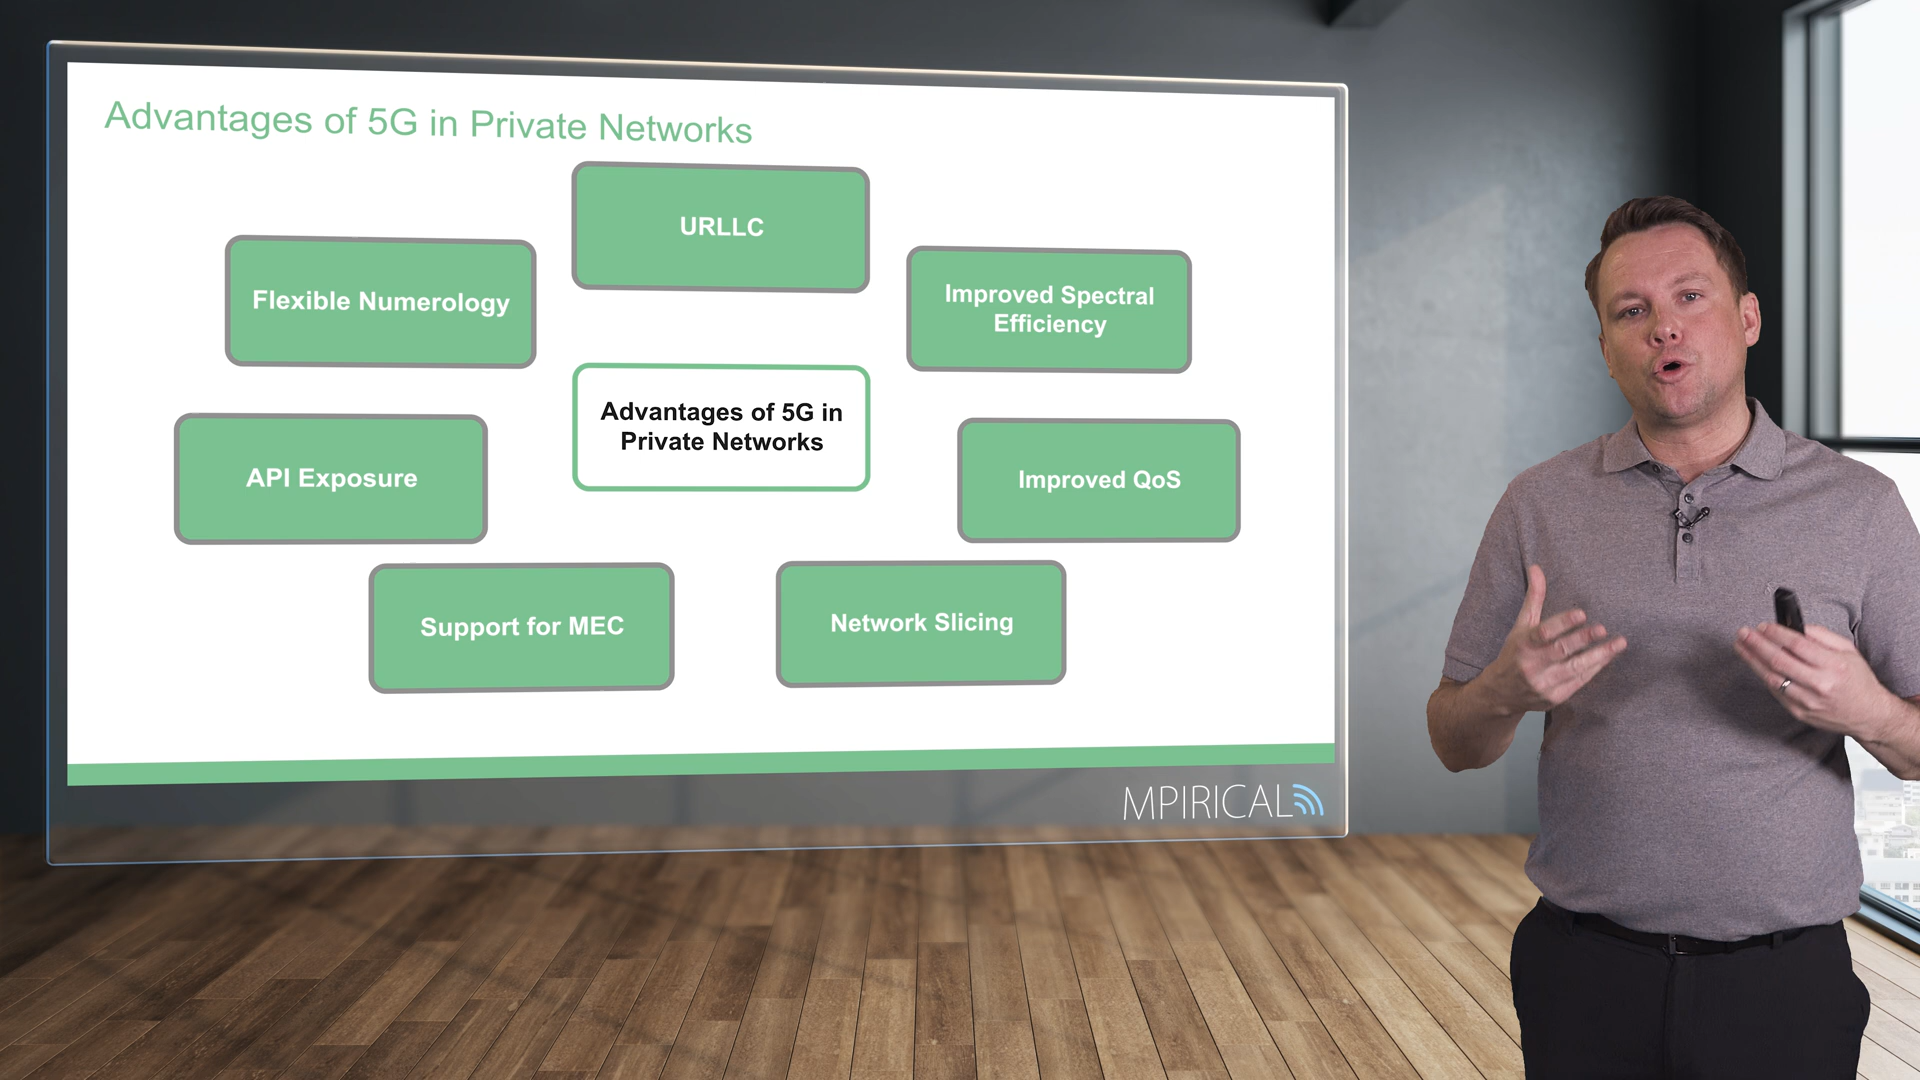 Advantages of 5G in Private Networks
URLLC
Flexible Numerology
Improved Spectral
Efficiency
Advantages of 5G in
Private Networks
API Exposure
Improved QoS
Support for MEC
Network Slicing
MPIRICAL